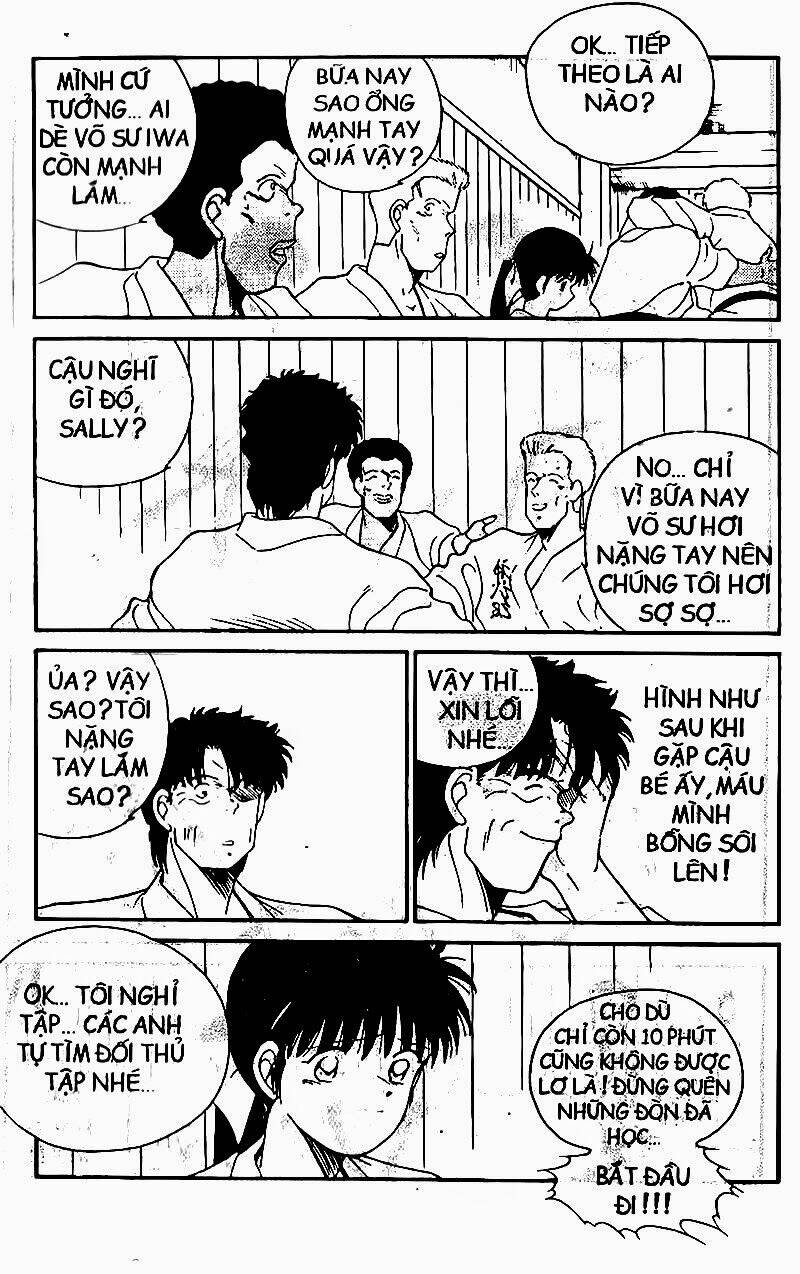 MÌNH CỨ
TƯỞNG... AI
DÈ VÕ SƯ IWA
CÒN MẠNH
LẮM...
BỮA NAY
SAO ỔNG
MẠNH TAY
QUÁ VẬY?
OK... TIẾP
THEO LÀ AI
NÀO?
CẬU NGHĨ
GÌ ĐÓ,
SALLY?
NO... CHỈ
VÌ BỮA NAY
VÕ SƯ HƠI
NẶNG TAY NÊN
CHÚNG TÔI HƠI
SỢ SỢ...
ỦA? VẬY
SAO? TÔI
NẶNG
TAY LẮM
SAO?
VẬY THÌ...
XIN LỖI
NHÉ...
HÌNH NHƯ
SAU KHI
GẶP CẬU
BÉ ẤY, MÁU
MÌNH
BỖNG SÔI
LÊN!
OK... TÔI NGHỈ
TẬP... CÁC ANH
TỰ TÌM ĐỐI THỦ
TẬP NHÉ...
CHO DÙ
CHỈ CÒN 10 PHÚT
CŨNG KHÔNG ĐƯỢC
LƠ LÀ! ĐỪNG QUÊN
NHỮNG ĐÒN ĐÃ
HỌC...
BẮT ĐẦU
ĐI!!!